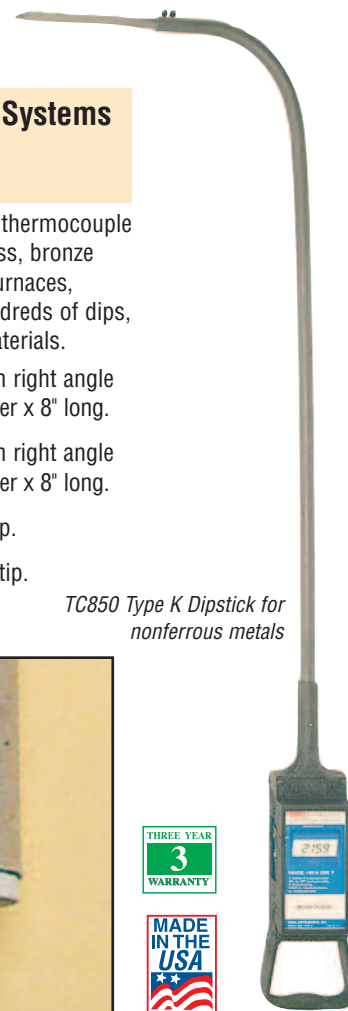 Systems
thermocouple
ss, bronze
urnaces,
dreds of dips,
aterials.
n right angle
er x 8" long.
n right angle
er x 8" long.
p.
tip.
TC850 Type K Dipstick for
nonferrous metals
THREE YEAR
3
WARRANTY
MADE
IN THE
USA
2159